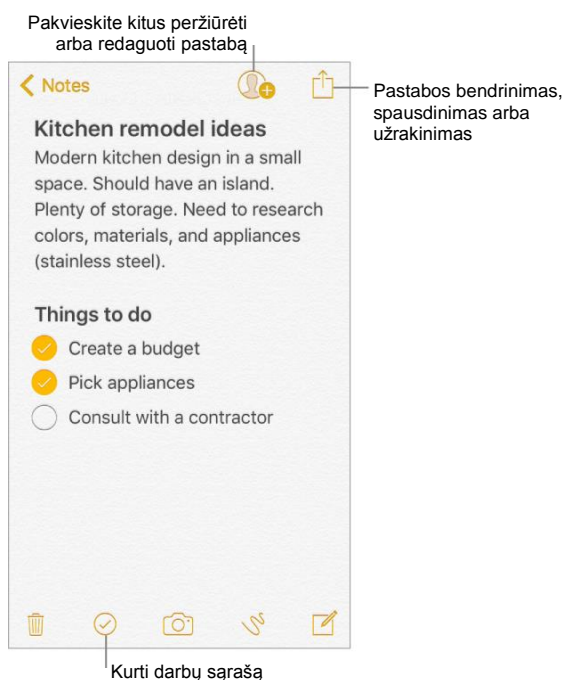 Pakvieskite kitus peržiūrėti
arba redaguoti pastabą
Notes
Pastabos bendrinimas,
spausdinimas arba
užrakinimas
Kitchen remodel ideas
Modern kitchen design in a small
space. Should have an island.
Plenty of storage. Need to research
colors, materials, and appliances
(stainless steel).
Things to do
Create a budget
Pick appliances
Consult with a contractor
Kurti darbų sąrašą